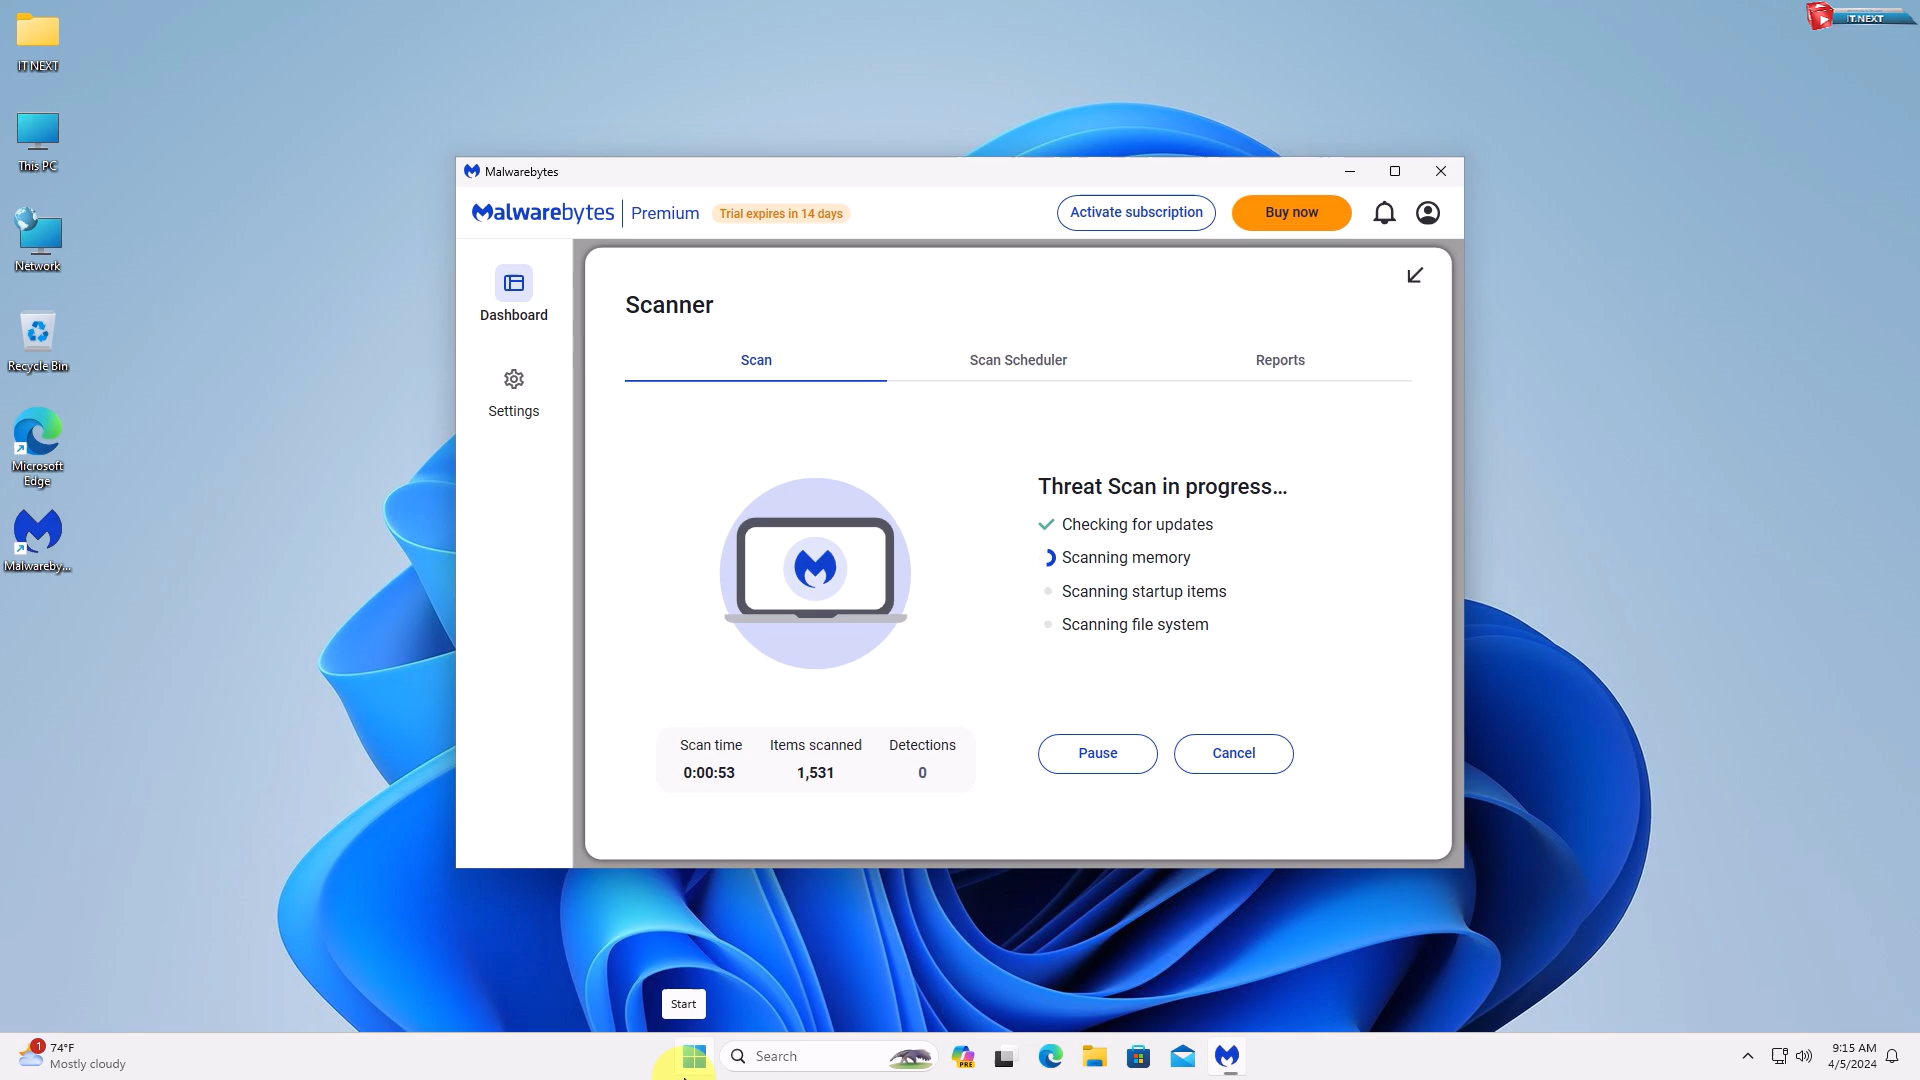 IT NEXT
This PC
Network
Recycle Bin
Microsoft
Edge
Malwareby...
IT.NEXT
Malwarebytes
Malwarebytes Premium Trial expires in 14 days Activate subscription Buy now
Dashboard
Settings
Scanner
Scan Scan Scheduler Reports
Threat Scan in progress...
Checking for updates
Scanning memory
Scanning startup items
Scanning file system
Scan time Items scanned Detections
0:00:53 1,531 0
Pause Cancel
Start
1
74°F
Mostly cloudy
Search
PRE
9:15 AM
4/5/2024